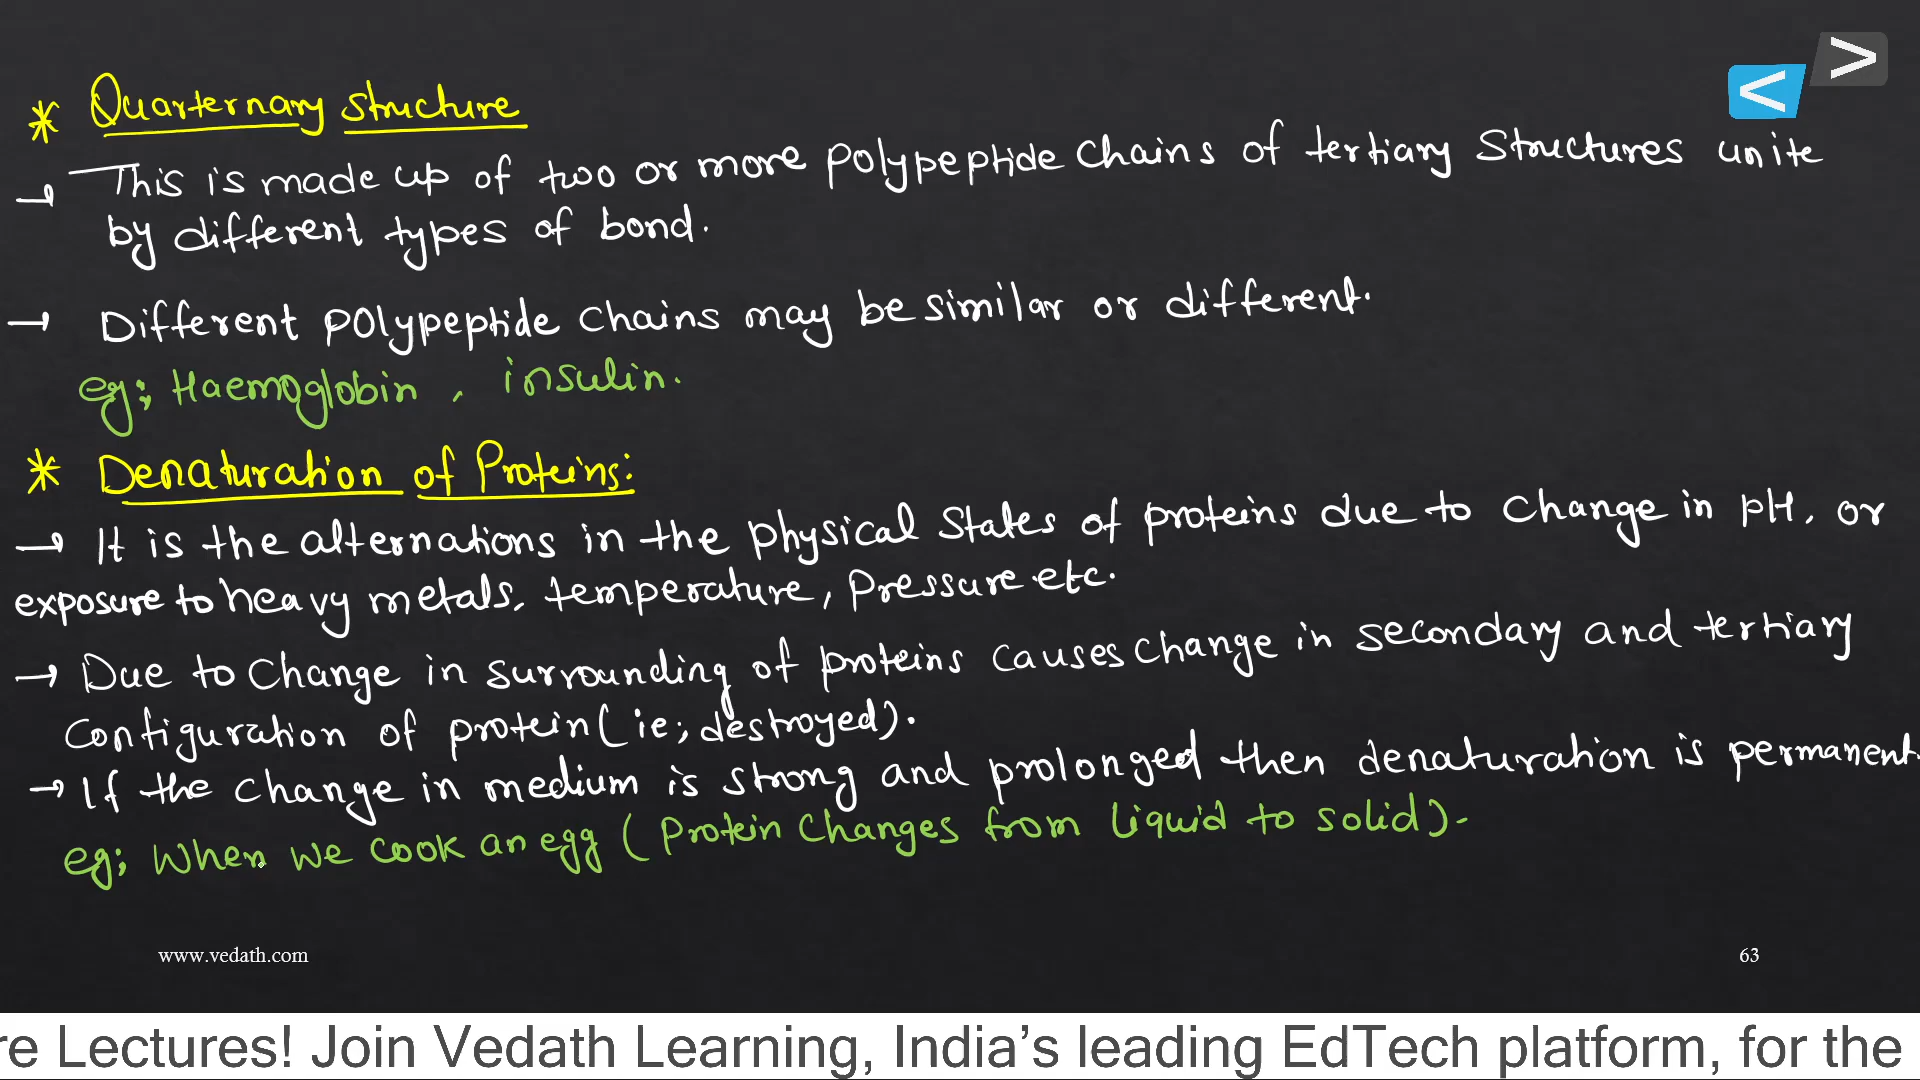 * Quarternary structure
→ This is made up of two or more polypeptide chains of tertiary structures unite
by different types of bond.
→ Different polypeptide chains may be similar or different.
eg; Haemoglobin, insulin.
* Denaturation of Proteins:
→ It is the alternations in the physical states of proteins due to change in pH, or
exposure to heavy metals, temperature, pressure etc.
→ Due to change in surrounding of proteins causes change in secondary and tertiary
configuration of protein (ie; destroyed).
→ If the change in medium is strong and prolonged then denaturation is permanent.
eg; When we cook an egg (Protein changes from liquid to solid).
www.vedath.com 63
re Lectures! Join Vedath Learning, India's leading EdTech platform, for the